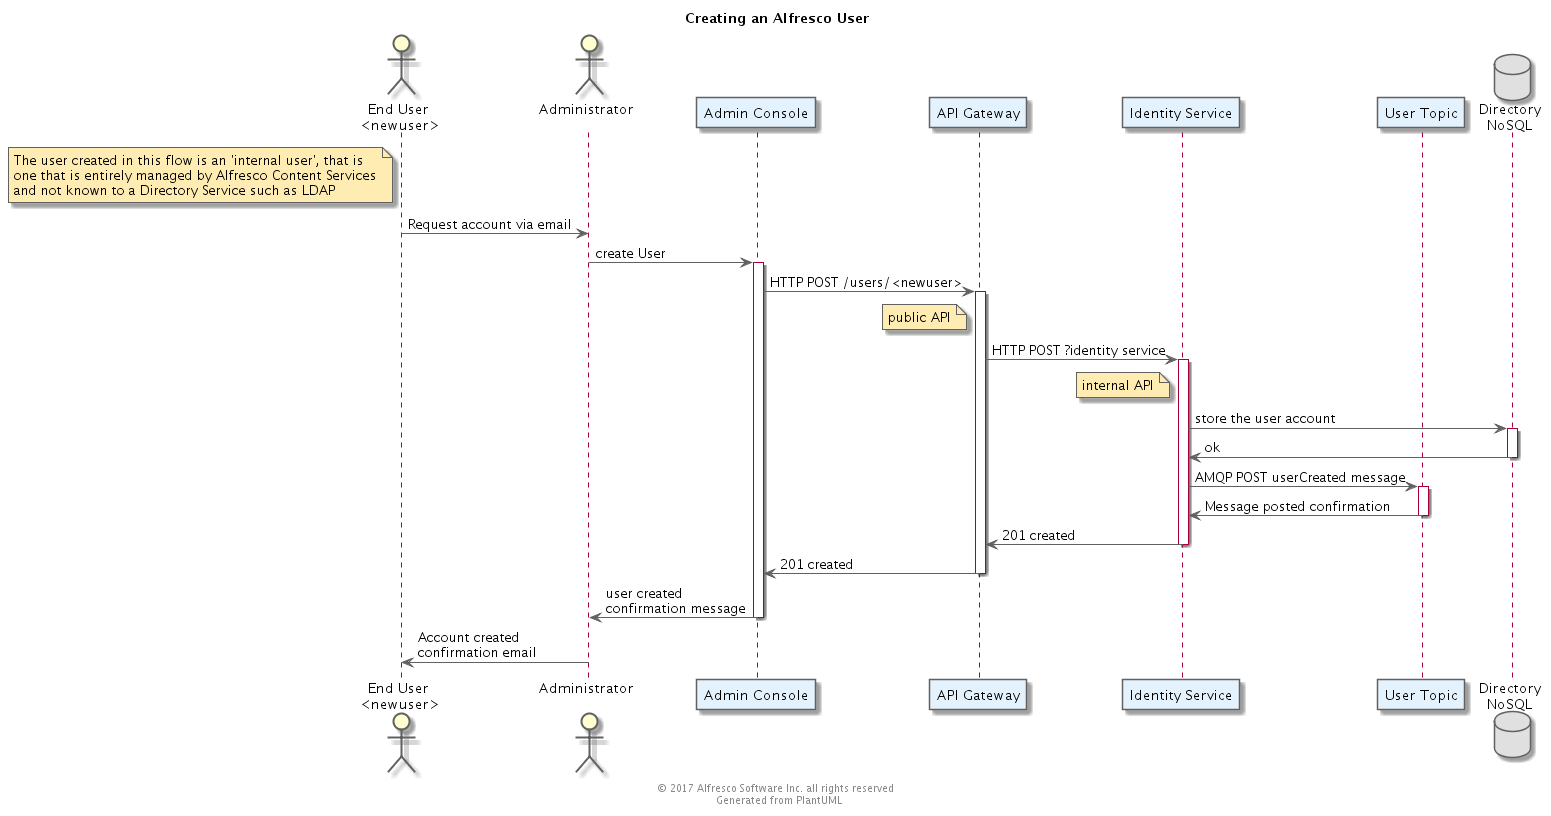 Creating an Alfresco User
End User
<newuser>
Administrator
Admin Console
API Gateway
Identity Service
User Topic
Directory
NoSQL
The user created in this flow is an 'internal user', that is
one that is entirely managed by Alfresco Content Services
and not known to a Directory Service such as LDAP
Request account via email
create User
HTTP POST /users/<newuser>
public API
HTTP POST ?identity service
internal API
store the user account
ok
AMQP POST userCreated message
Message posted confirmation
201 created
201 created
user created
confirmation message
Account created
confirmation email
End User
<newuser>
Administrator
Admin Console
API Gateway
Identity Service
User Topic
Directory
NoSQL
© 2017 Alfresco Software Inc. all rights reserved
Generated from PlantUML